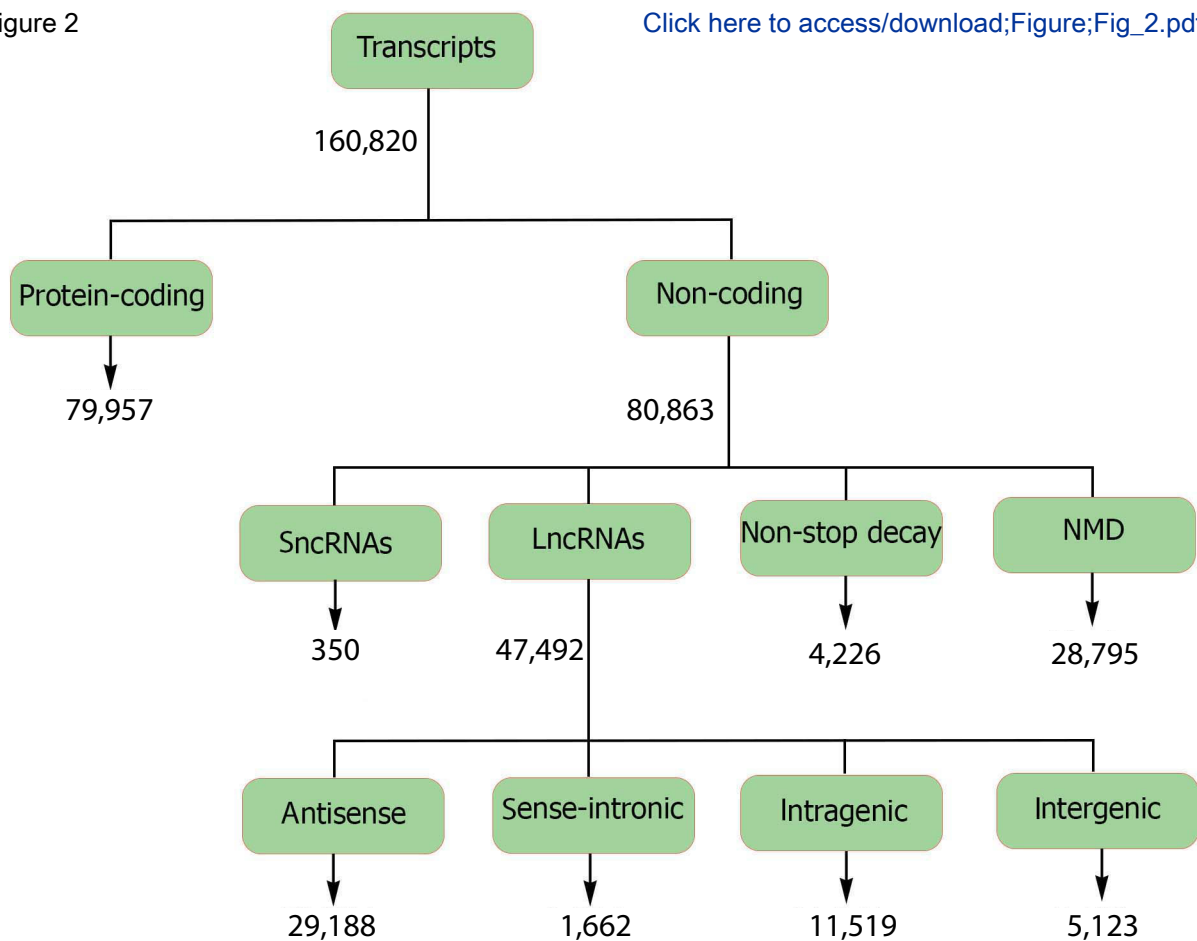 igure 2
Click here to access/download;Figure;Fig_2.pdf
Transcripts
160,820
Protein-coding
Non-coding
79,957
80,863
SncRNAs
LncRNAs
Non-stop decay
NMD
350
47,492
4,226
28,795
Antisense
Sense-intronic
Intragenic
Intergenic
29,188
1,662
11,519
5,123